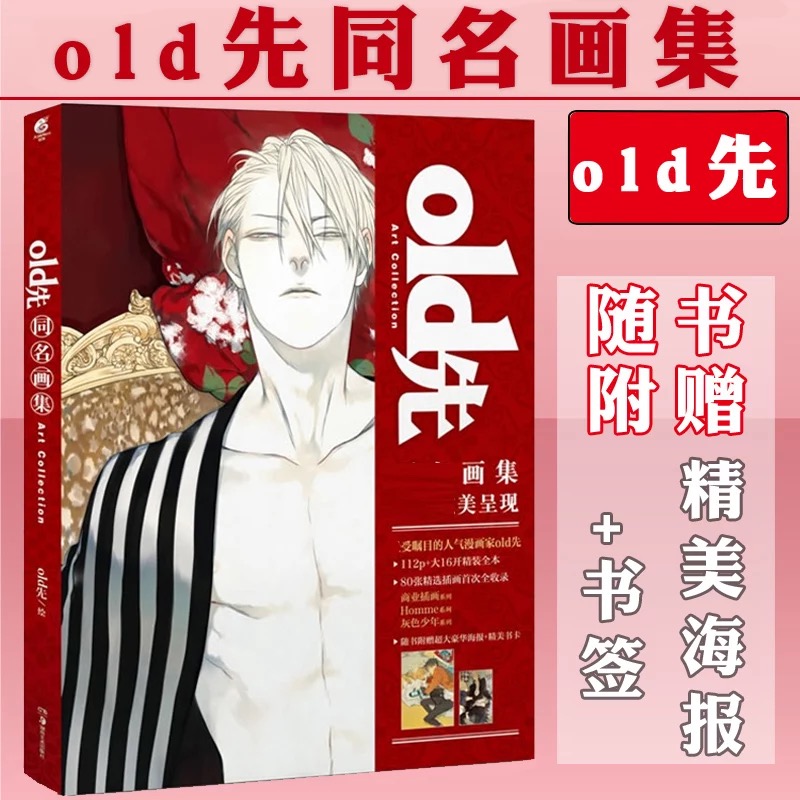 old先同名画集
old先
随书附赠
精美海报
+书签
old先
Art Collection
画集
美呈现
受瞩目的人气漫画家old先
112p+大16开精装全本
80张精选插画首次全收录
商业插画系列
Homme系列
灰色少年系列
随书附赠超大豪华海报+精美书卡
old先
同名画集
Art Collection
old先/绘